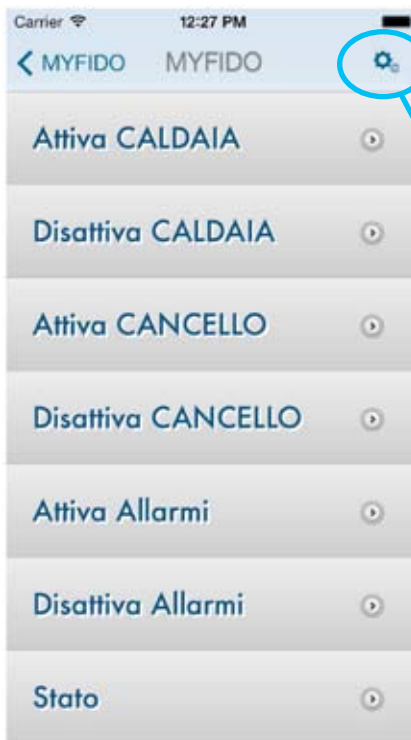 Carrier 12:27 PM
MYFIDO MYFIDO
Attiva CALDAIA
Disattiva CALDAIA
Attiva CANCELLO
Disattiva CANCELLO
Attiva Allarmi
Disattiva Allarmi
Stato